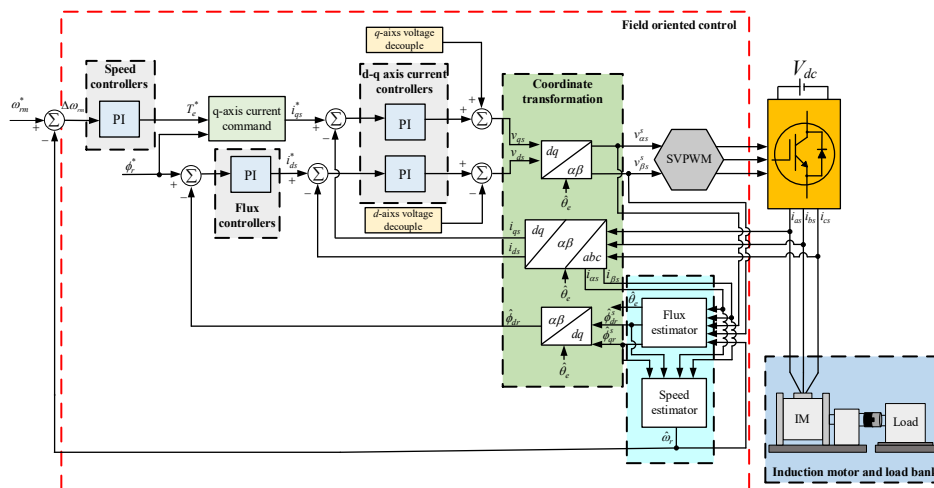 Field oriented control
q-aixs voltage
decouple
Speed
controllers
d-q axis current
controllers
Coordinate
transformation
V_dc
ω*_rm
Δω_rm
PI
T*_e
q-axis current
command
i*_qs
PI
v_qs
v_ds
dq
αβ
v^s_αs
v^s_βs
SVPWM
ϕ*_r
PI
i*_ds
PI
Flux
controllers
θ̂_e
d-aixs voltage
decouple
i_as
i_bs
i_cs
i_qs
i_ds
dq
αβ
abc
i_αs
i_βs
θ̂_e
θ̂_e
ϕ̂_dr
αβ
dq
ϕ̂^s_dr
ϕ̂^s_qr
Flux
estimator
θ̂_e
Speed
estimator
ω̂_r
IM
Load
Induction motor and load bank